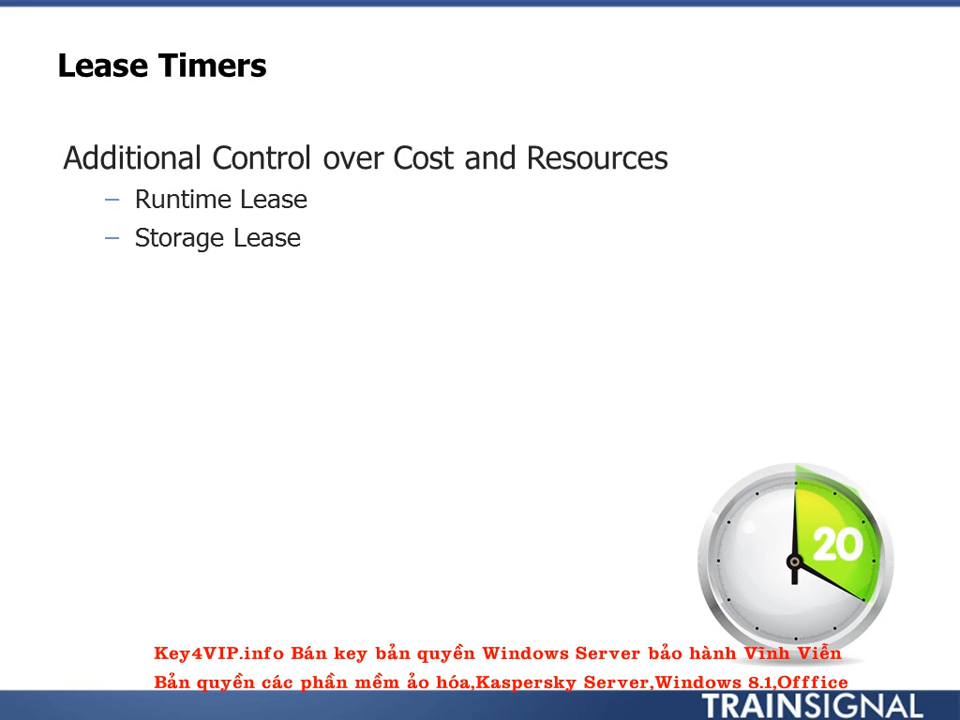 Lease Timers
Additional Control over Cost and Resources
– Runtime Lease
– Storage Lease
20
Key4VIP.info Bán key bản quyền Windows Server bảo hành Vĩnh Viễn
Bản quyền các phần mềm ảo hóa,Kaspersky Server,Windows 8.1,Offfice
TRAINSIGNAL